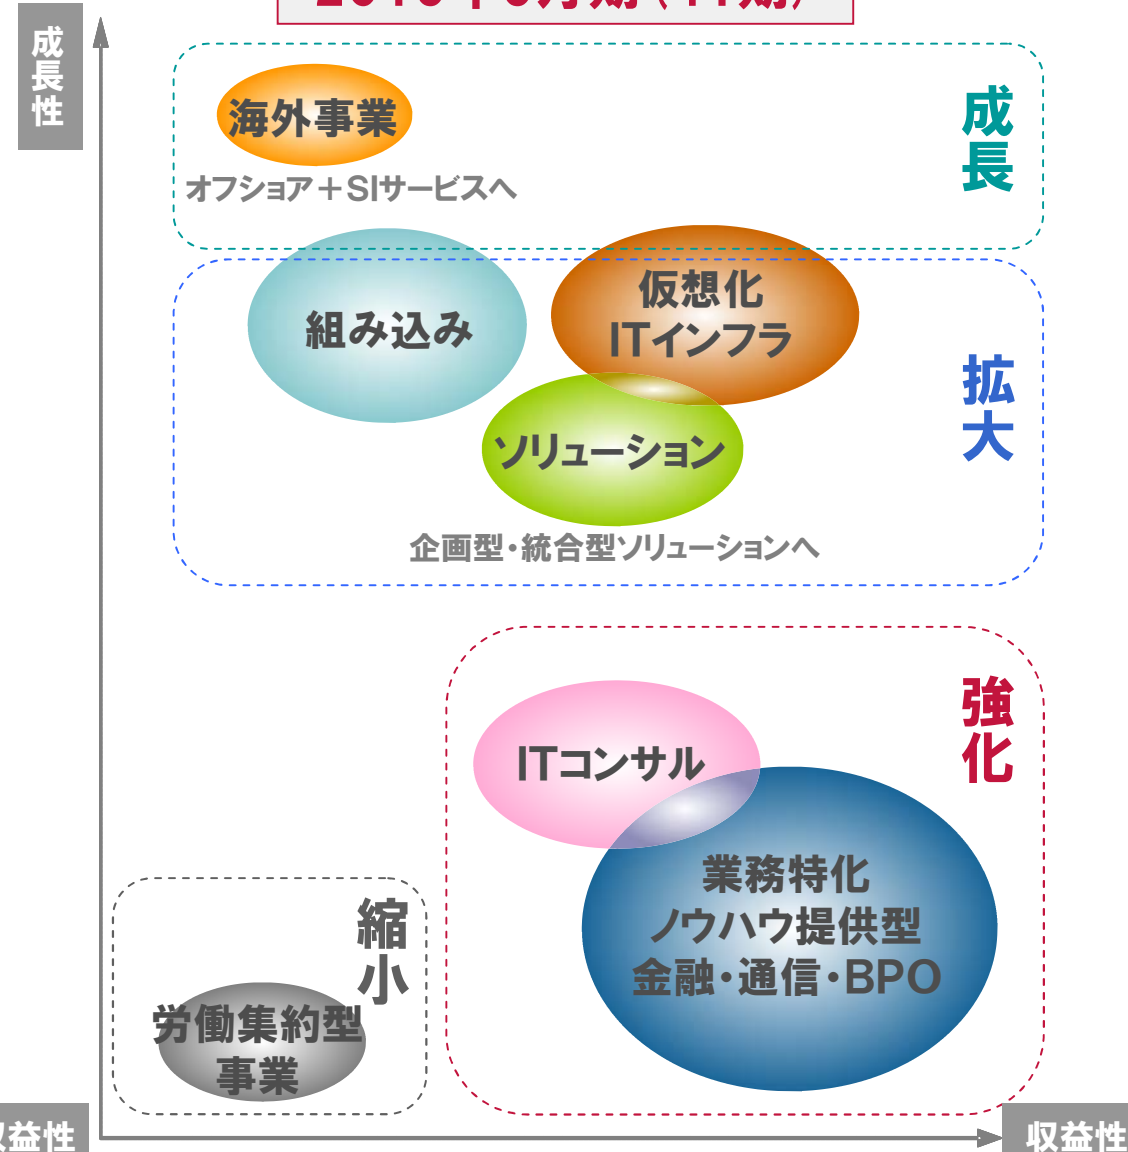 成長性
海外事業
オフショア＋SIサービスへ
成長
組み込み
仮想化
ITインフラ
ソリューション
企画型・統合型ソリューションへ
拡大
強化
ITコンサル
業務特化
ノウハウ提供型
金融・通信・BPO
縮小
労働集約型
事業
収益性
収益性